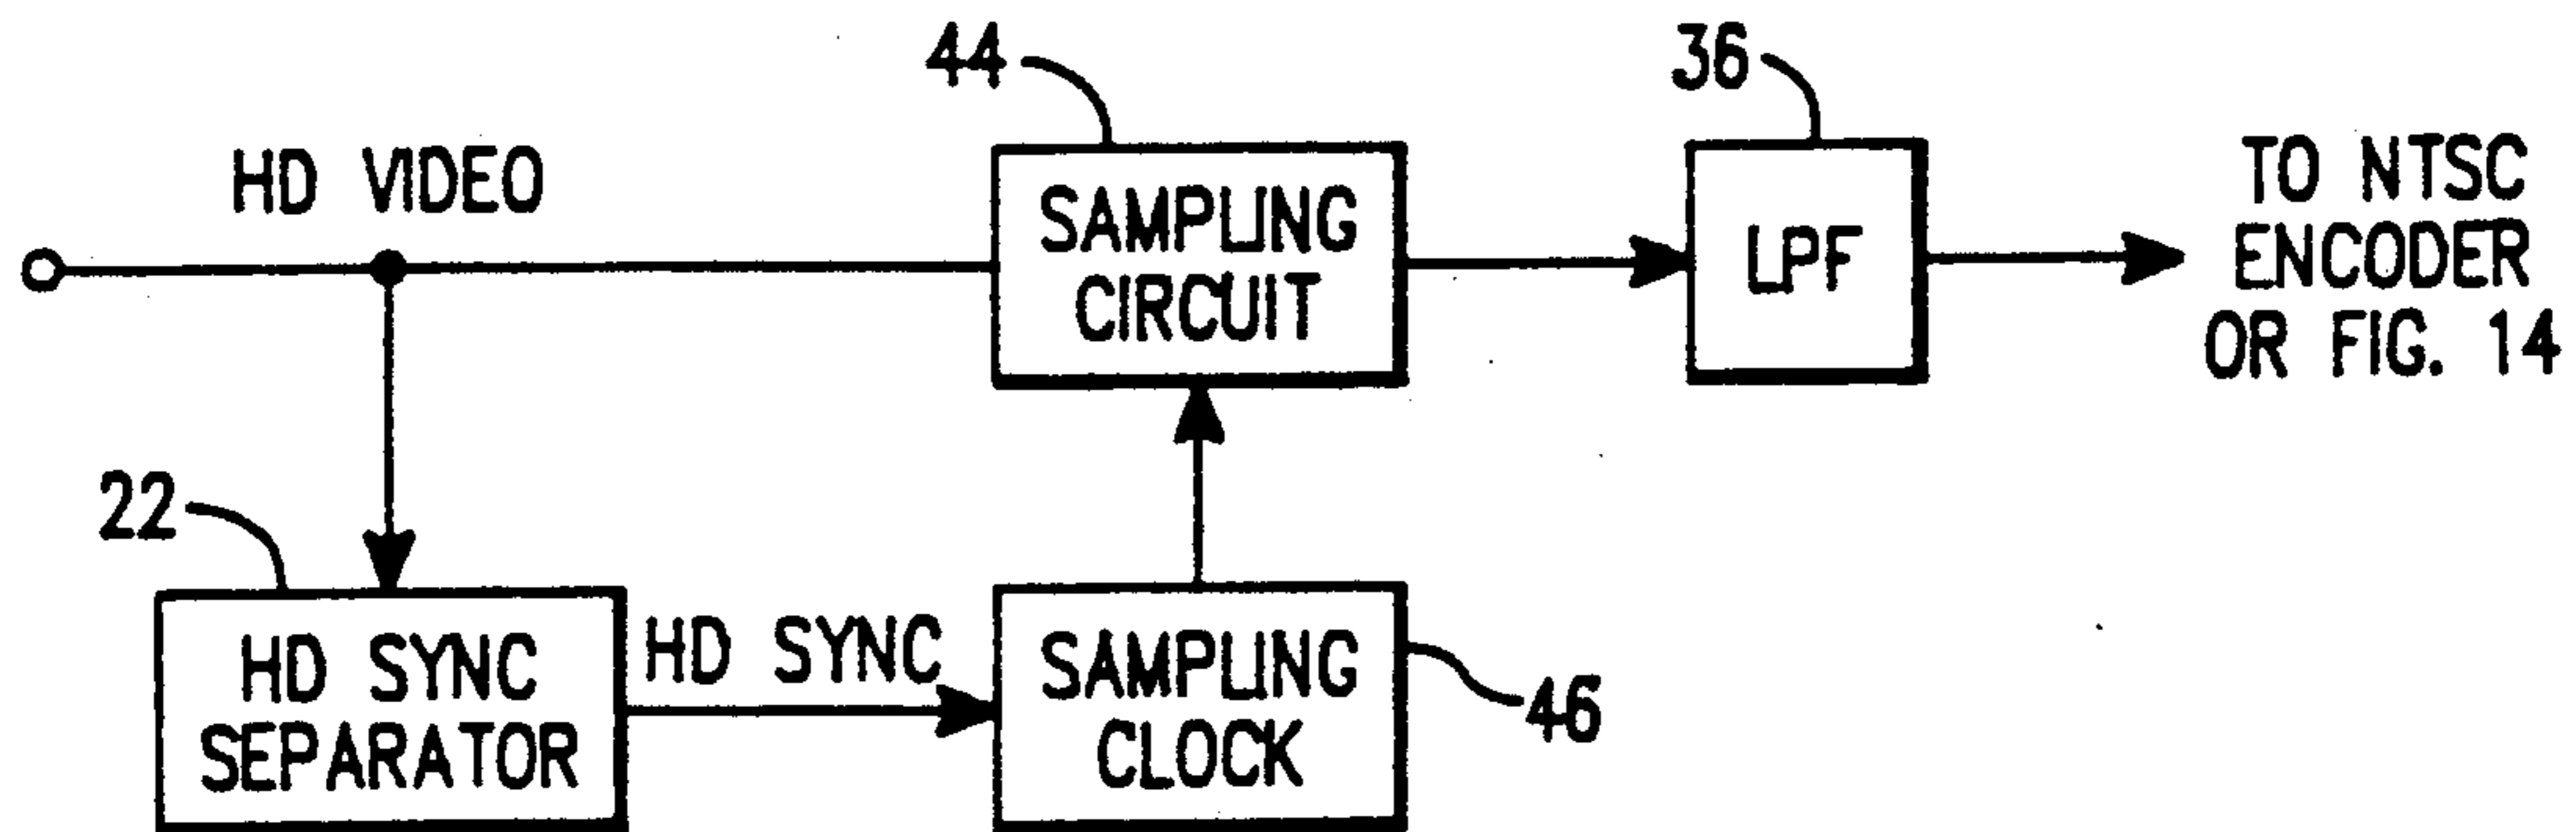 44
36
HD VIDEO
SAMPLING
CIRCUIT
LPF
TO NTSC
ENCODER
OR FIG. 14
22
HD SYNC
SEPARATOR
HD SYNC
SAMPLING
CLOCK
46